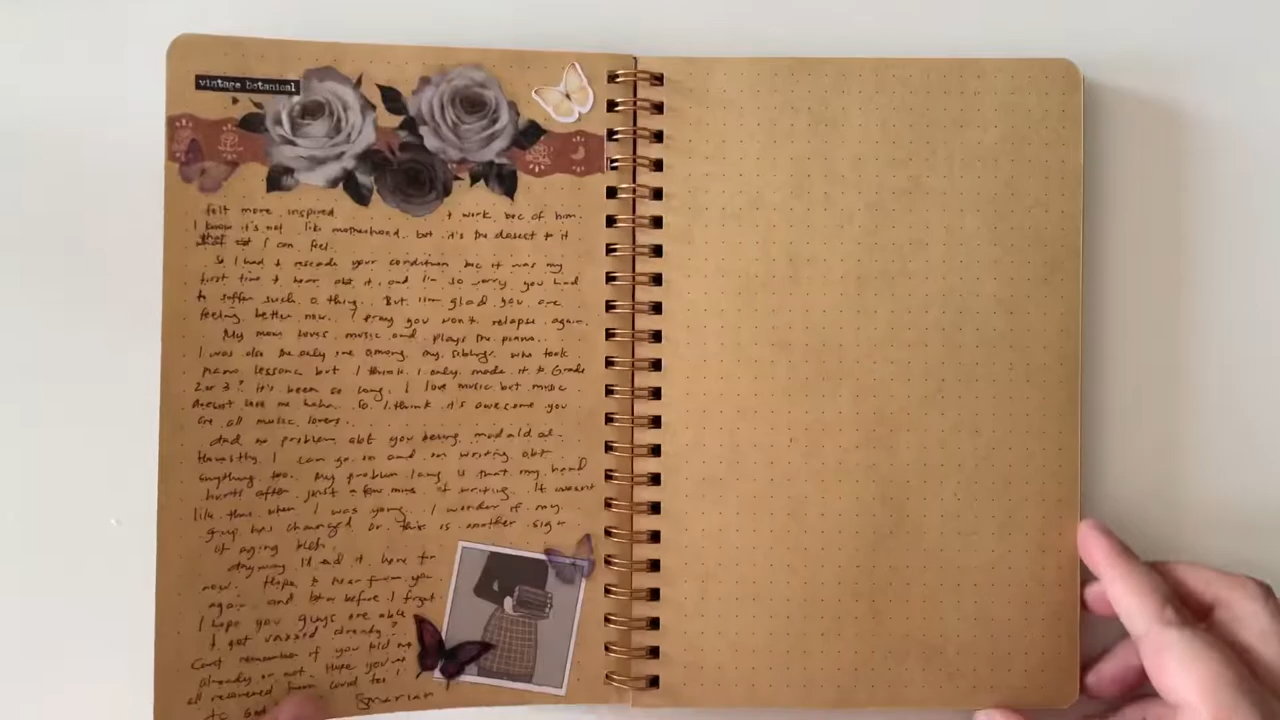 vintage botanical
felt more inspired t work bec of him.
I know it's not like motherhood. but it's the closest to it
that I can feel.
So I had t research your condition bec it was my
first time t hear abt it, and I'm so sorry you had
to suffer such a thing. But I'm glad you are
feeling better now. I pray you won't relapse again.
My mom loves music and plays the piano.
I was also the only one among my siblings who took
piano lessons but I think I only made it to Grade
2 or 3? it's been so long. I love music but music
doesn't love me haha. So I think it's awesome you
are all music lovers.
And no problem abt you being madaldal.
Honestly, I can go on and on writing abt
anything too. My problem lang is that my hand
hurts after just a few mins of writing. It wasn't
like this when I was young. I wonder if my
grip has changed or this is another sign
of aging
Anyway I'd end it here for
now. Hope to hear from you
again and btw before I forget
I hope you guys are able
t get vaxxed already?
Can't remember if you did
already or not. Hope you're
all recovered from covid too!